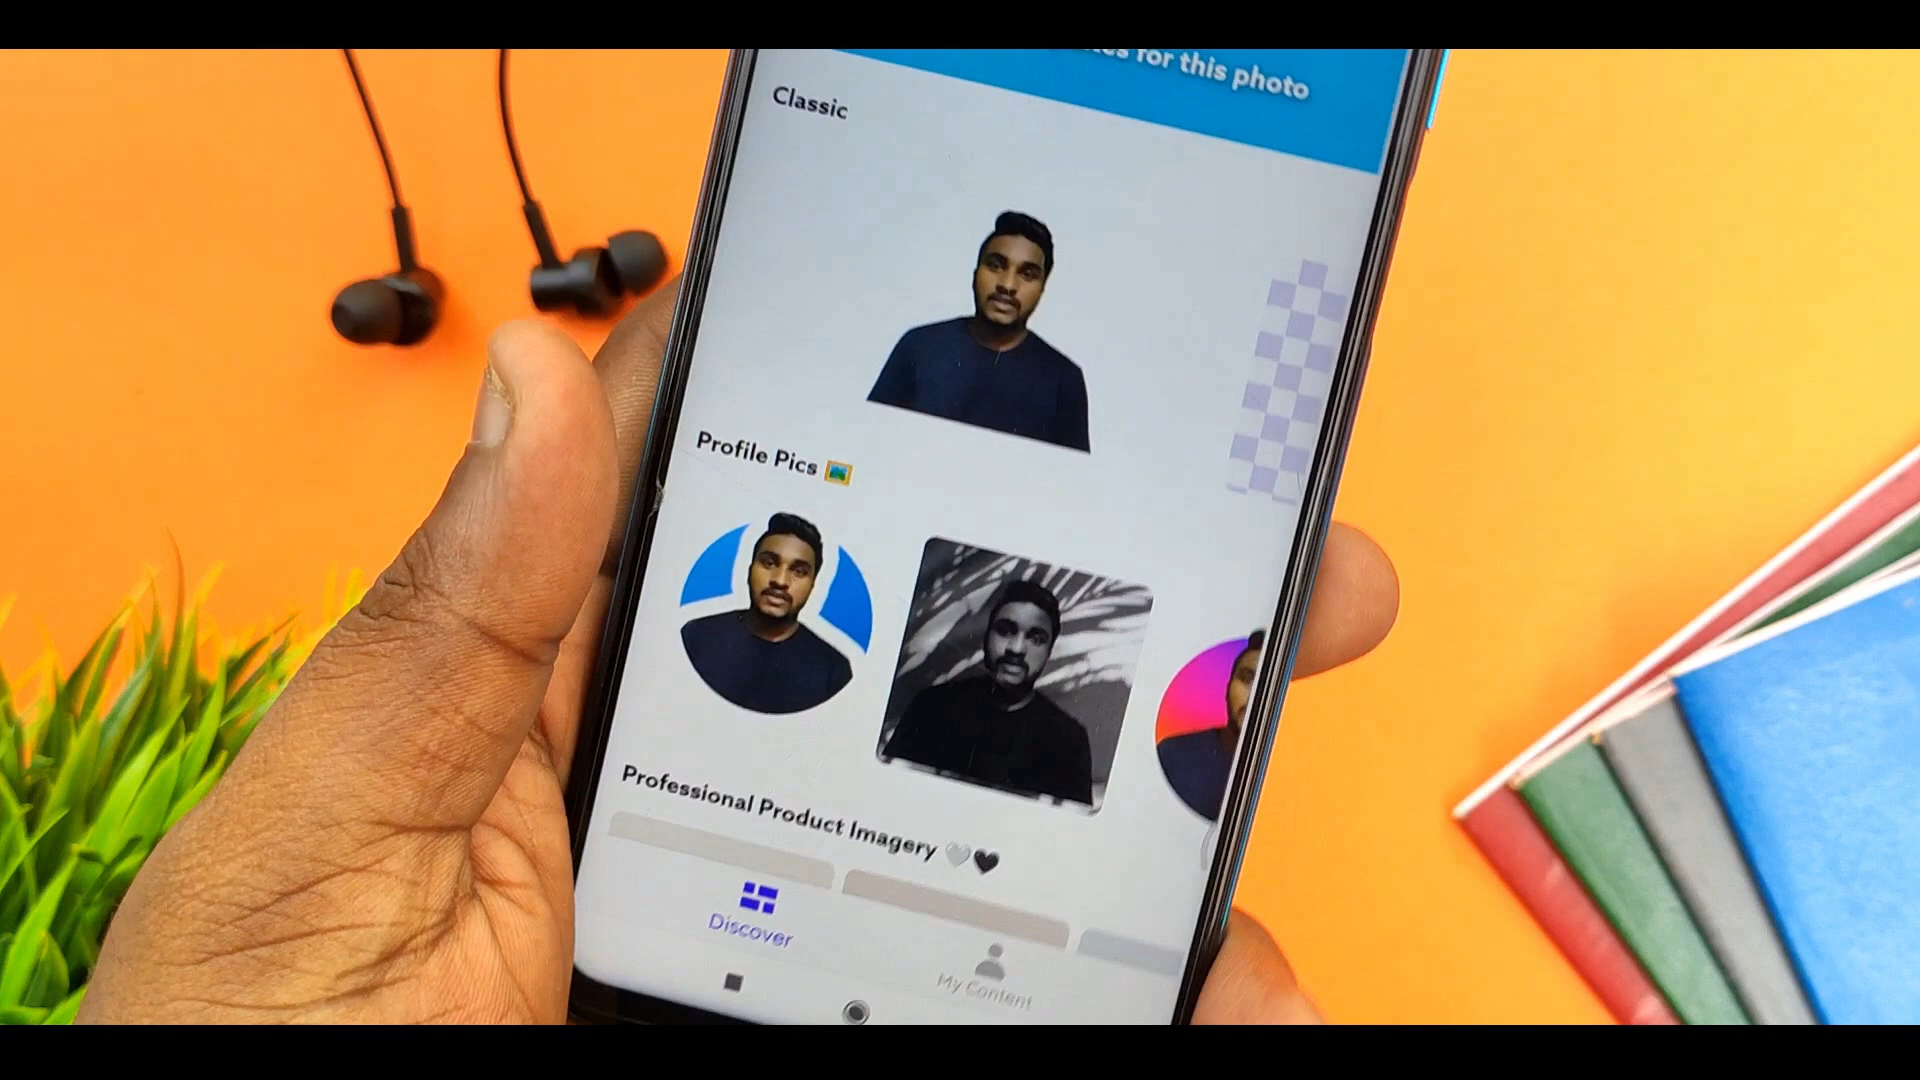 for this photo
Classic
Profile Pics 🖼️
Professional Product Imagery 🤍🖤
Discover
My Content